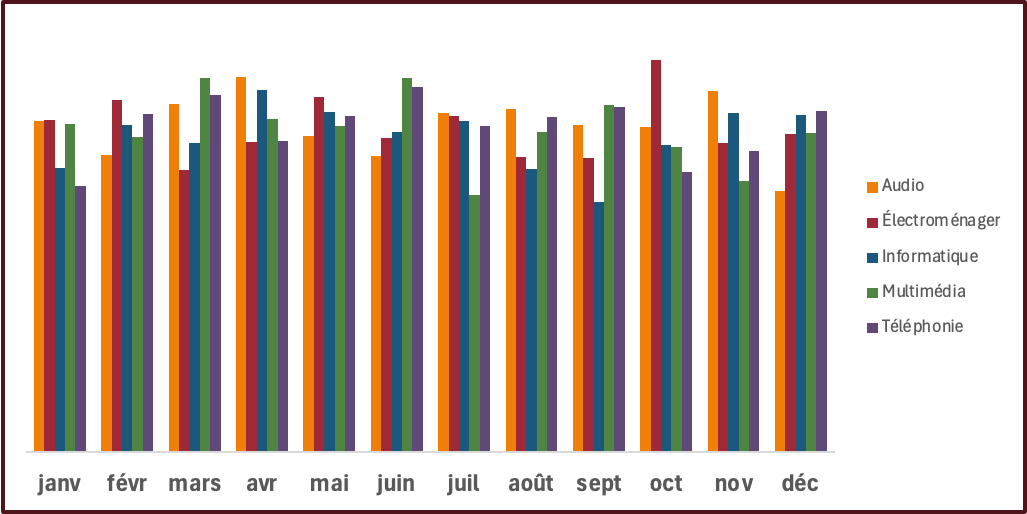 Audio
Électroménager
Informatique
Multimédia
Téléphonie
janv févr mars avr mai juin juil août sept oct nov déc